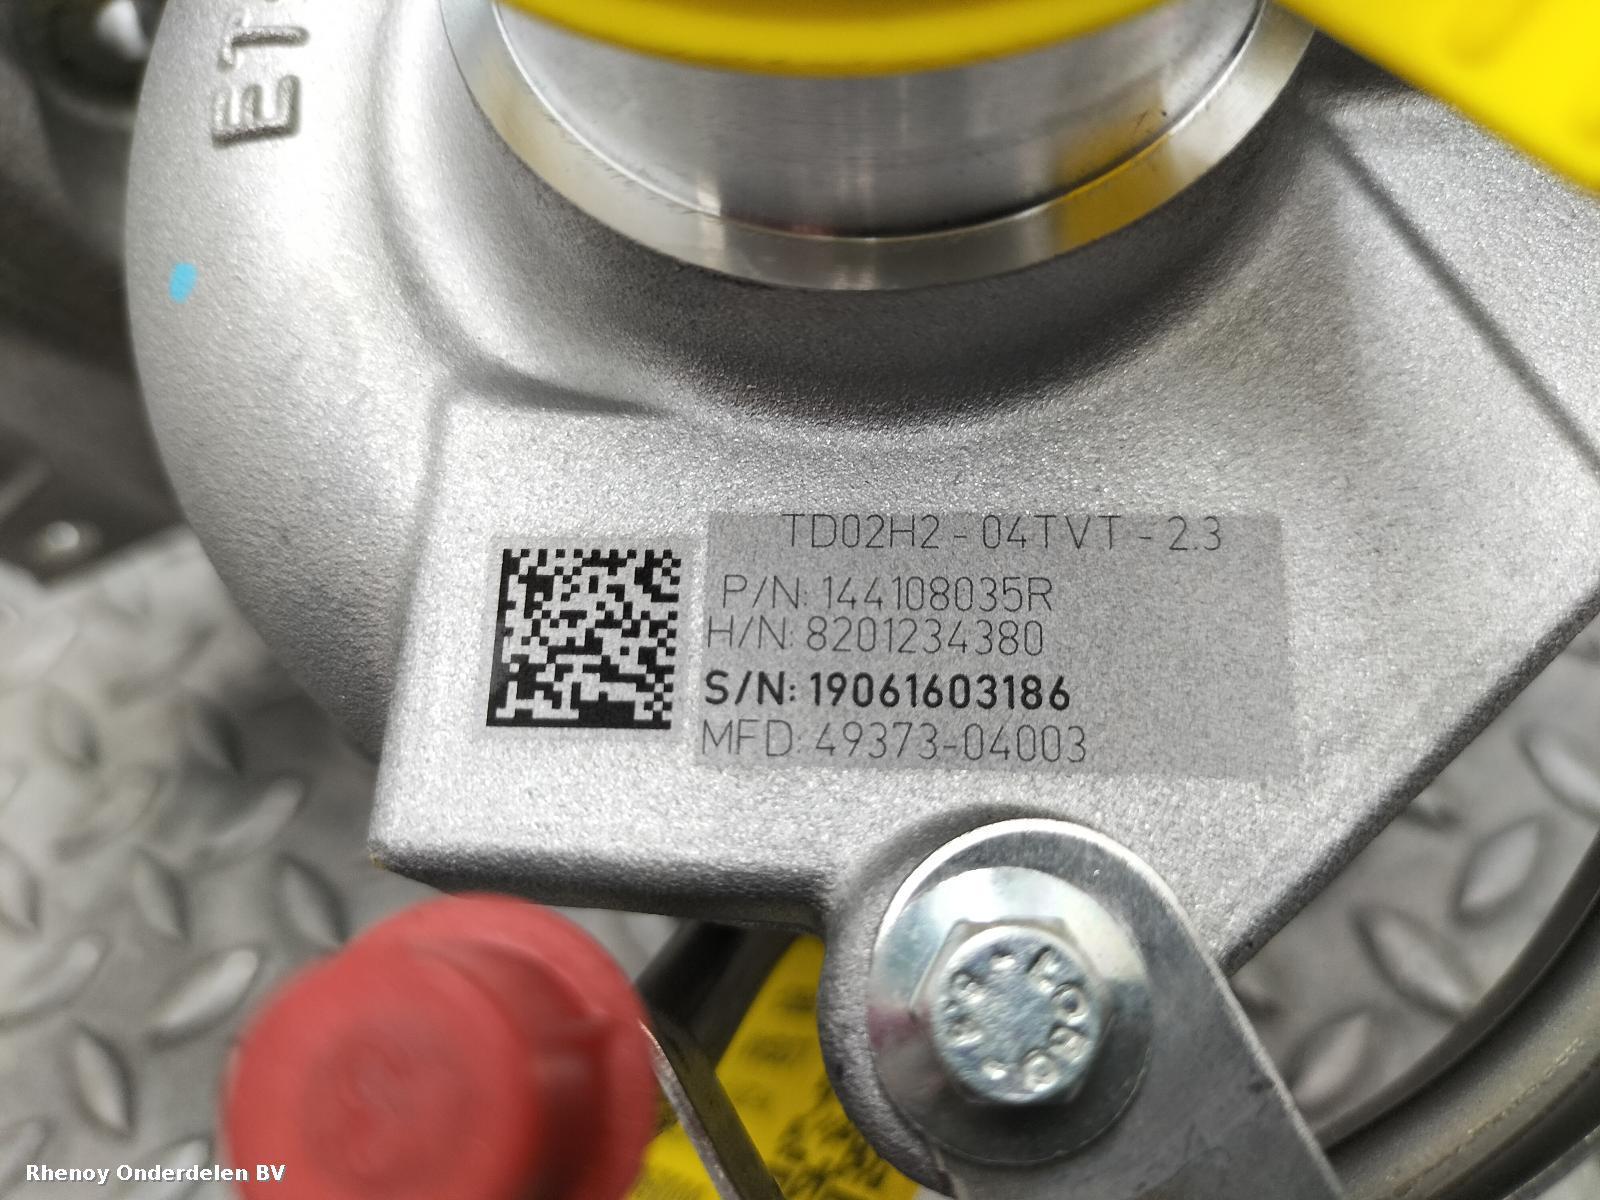 TD02H2 - 04TVT - 2.3
P/N: 144108035R
H/N: 8201234380
S/N: 19061603186
MFD: 49373-04003
Rhenoy Onderdelen BV